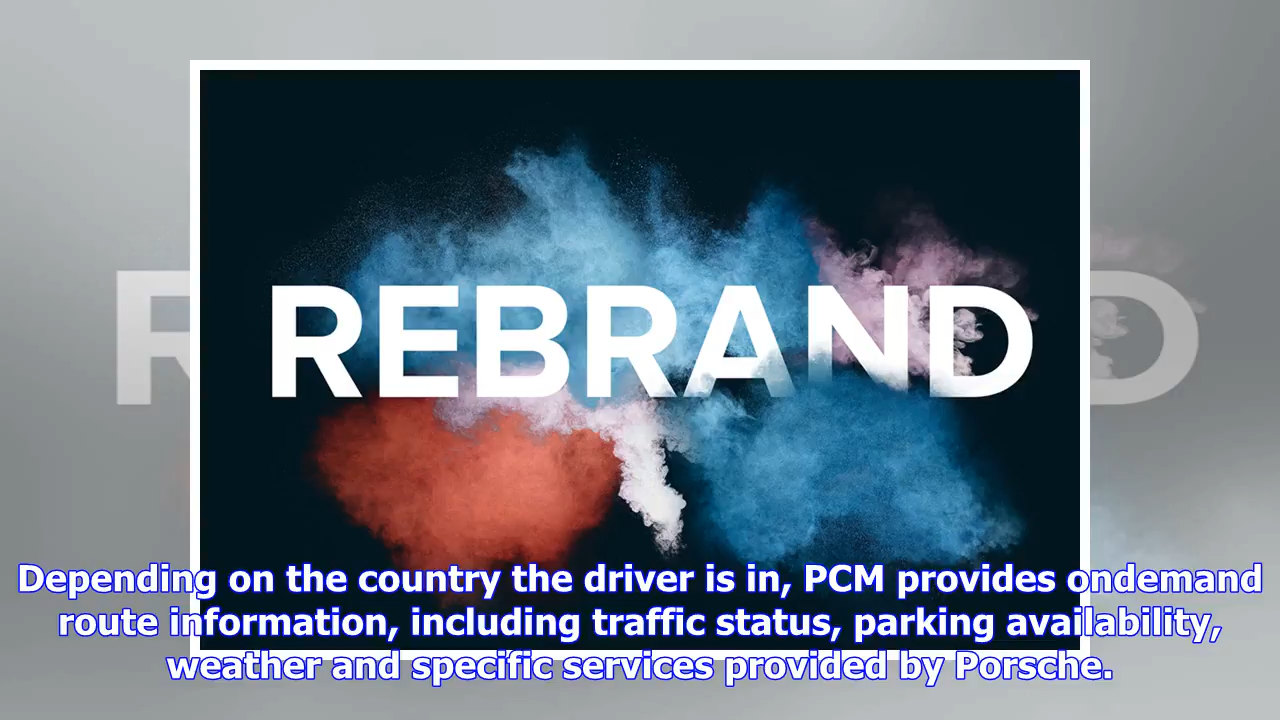 REBRAND
Depending on the country the driver is in, PCM provides ondemand
route information, including traffic status, parking availability,
weather and specific services provided by Porsche.